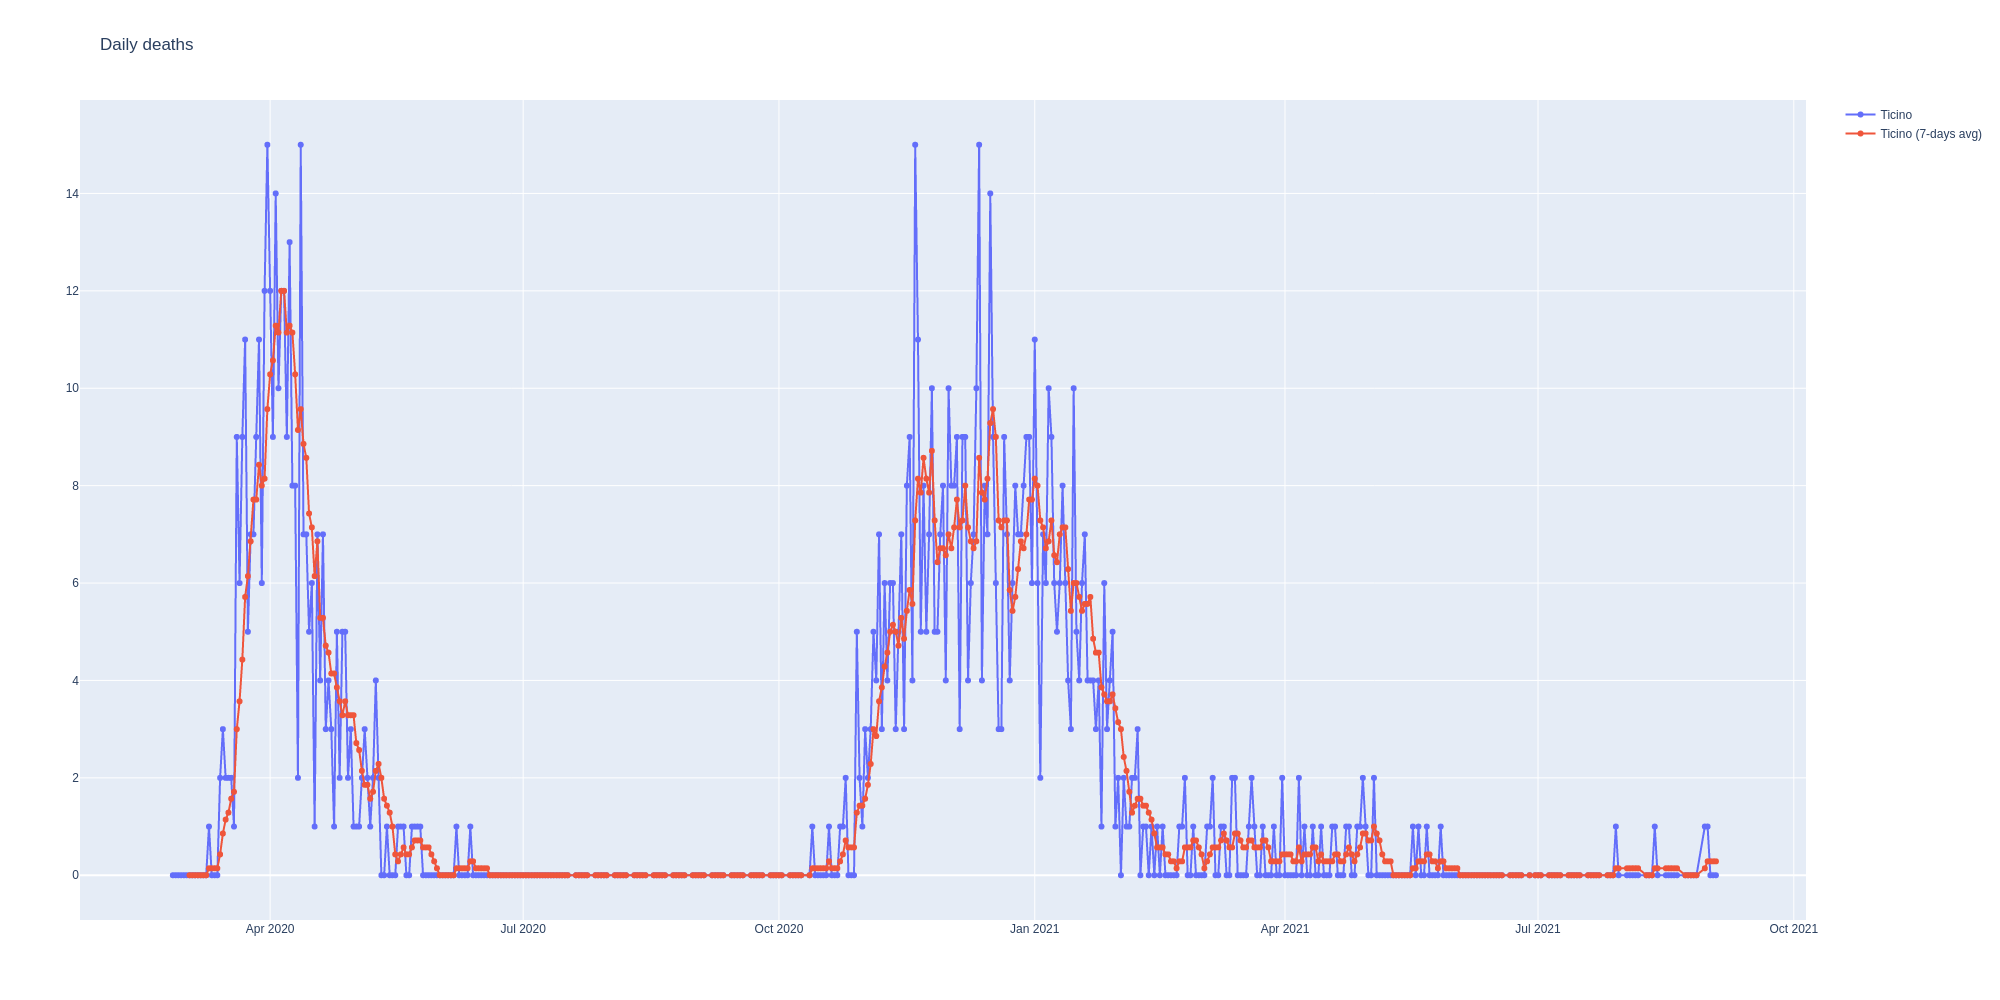 Daily deaths
Ticino
Ticino (7-days avg)
14
12
10
8
6
4
2
0
Apr 2020
Jul 2020
Oct 2020
Jan 2021
Apr 2021
Jul 2021
Oct 2021